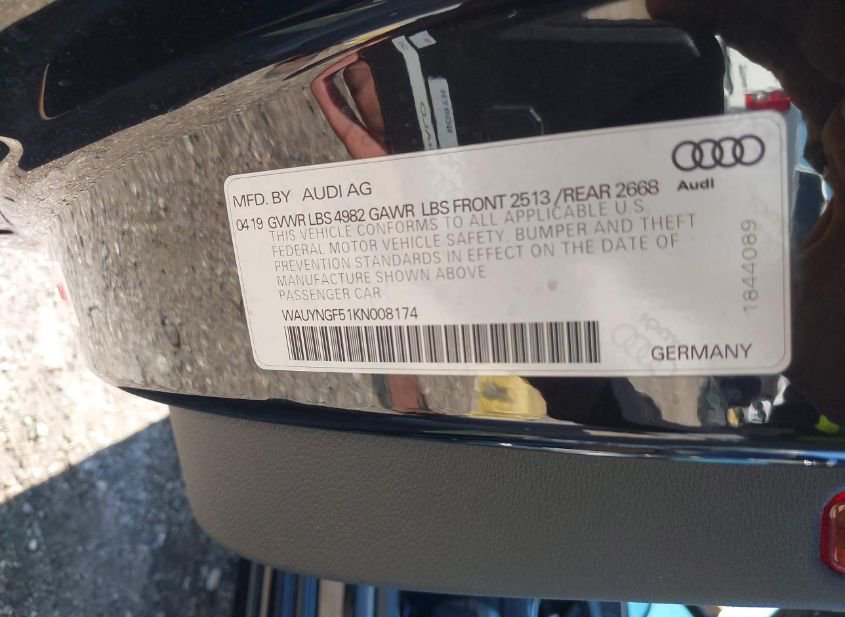 MFD. BY AUDI AG
Audi
04 19 GVWR LBS 4982 GAWR LBS FRONT 2513 / REAR 2668
THIS VEHICLE CONFORMS TO ALL APPLICABLE U S
FEDERAL MOTOR VEHICLE SAFETY, BUMPER AND THEFT
PREVENTION STANDARDS IN EFFECT ON THE DATE OF
MANUFACTURE SHOWN ABOVE
PASSENGER CAR
WAUYNGF51KN008174
GERMANY
1844089